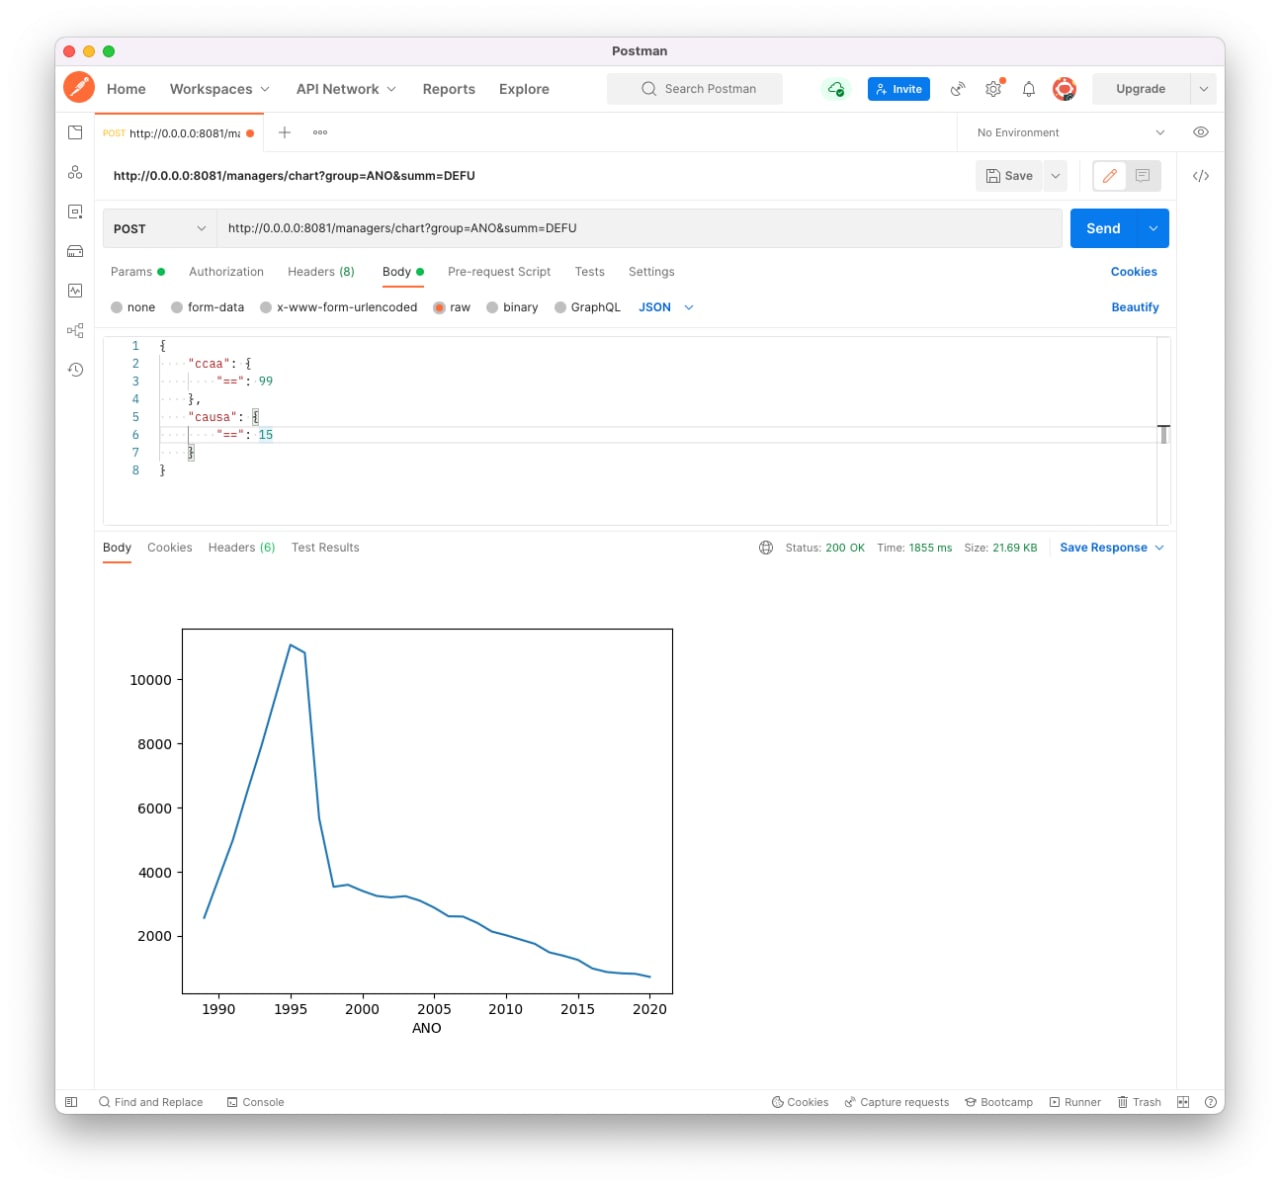 Postman
Home Workspaces API Network Reports Explore Search Postman Invite Upgrade
POST http://0.0.0.0:8081/ma No Environment
http://0.0.0.0:8081/managers/chart?group=ANO&summ=DEFU Save
POST http://0.0.0.0:8081/managers/chart?group=ANO&summ=DEFU Send
Params Authorization Headers (8) Body Pre-request Script Tests Settings Cookies
none form-data x-www-form-urlencoded raw binary GraphQL JSON Beautify
1 {
2 "ccaa": {
3 "==": 99
4 },
5 "causa": {
6 "==": 15
7 }
8 }
Body Cookies Headers (6) Test Results Status: 200 OK Time: 1855 ms Size: 21.69 KB Save Response
10000
8000
6000
4000
2000
1990 1995 2000 2005 2010 2015 2020
ANO
Find and Replace Console Cookies Capture requests Bootcamp Runner Trash